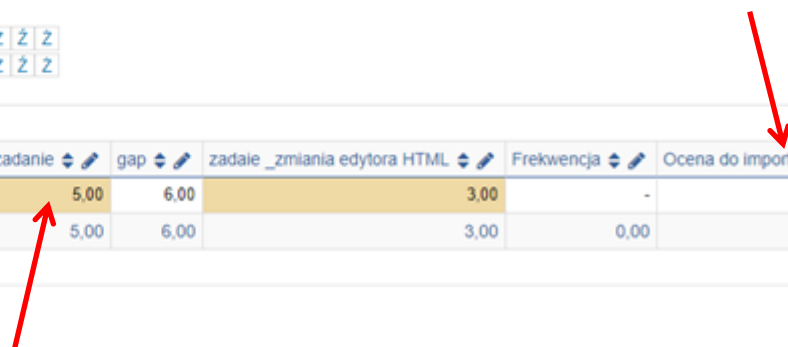 Ź Ż
Ź Ż
zadanie gap zadaie _zmiania edytora HTML Frekwencja Ocena do impor
5,00 6,00 3,00 -
5,00 6,00 3,00 0,00